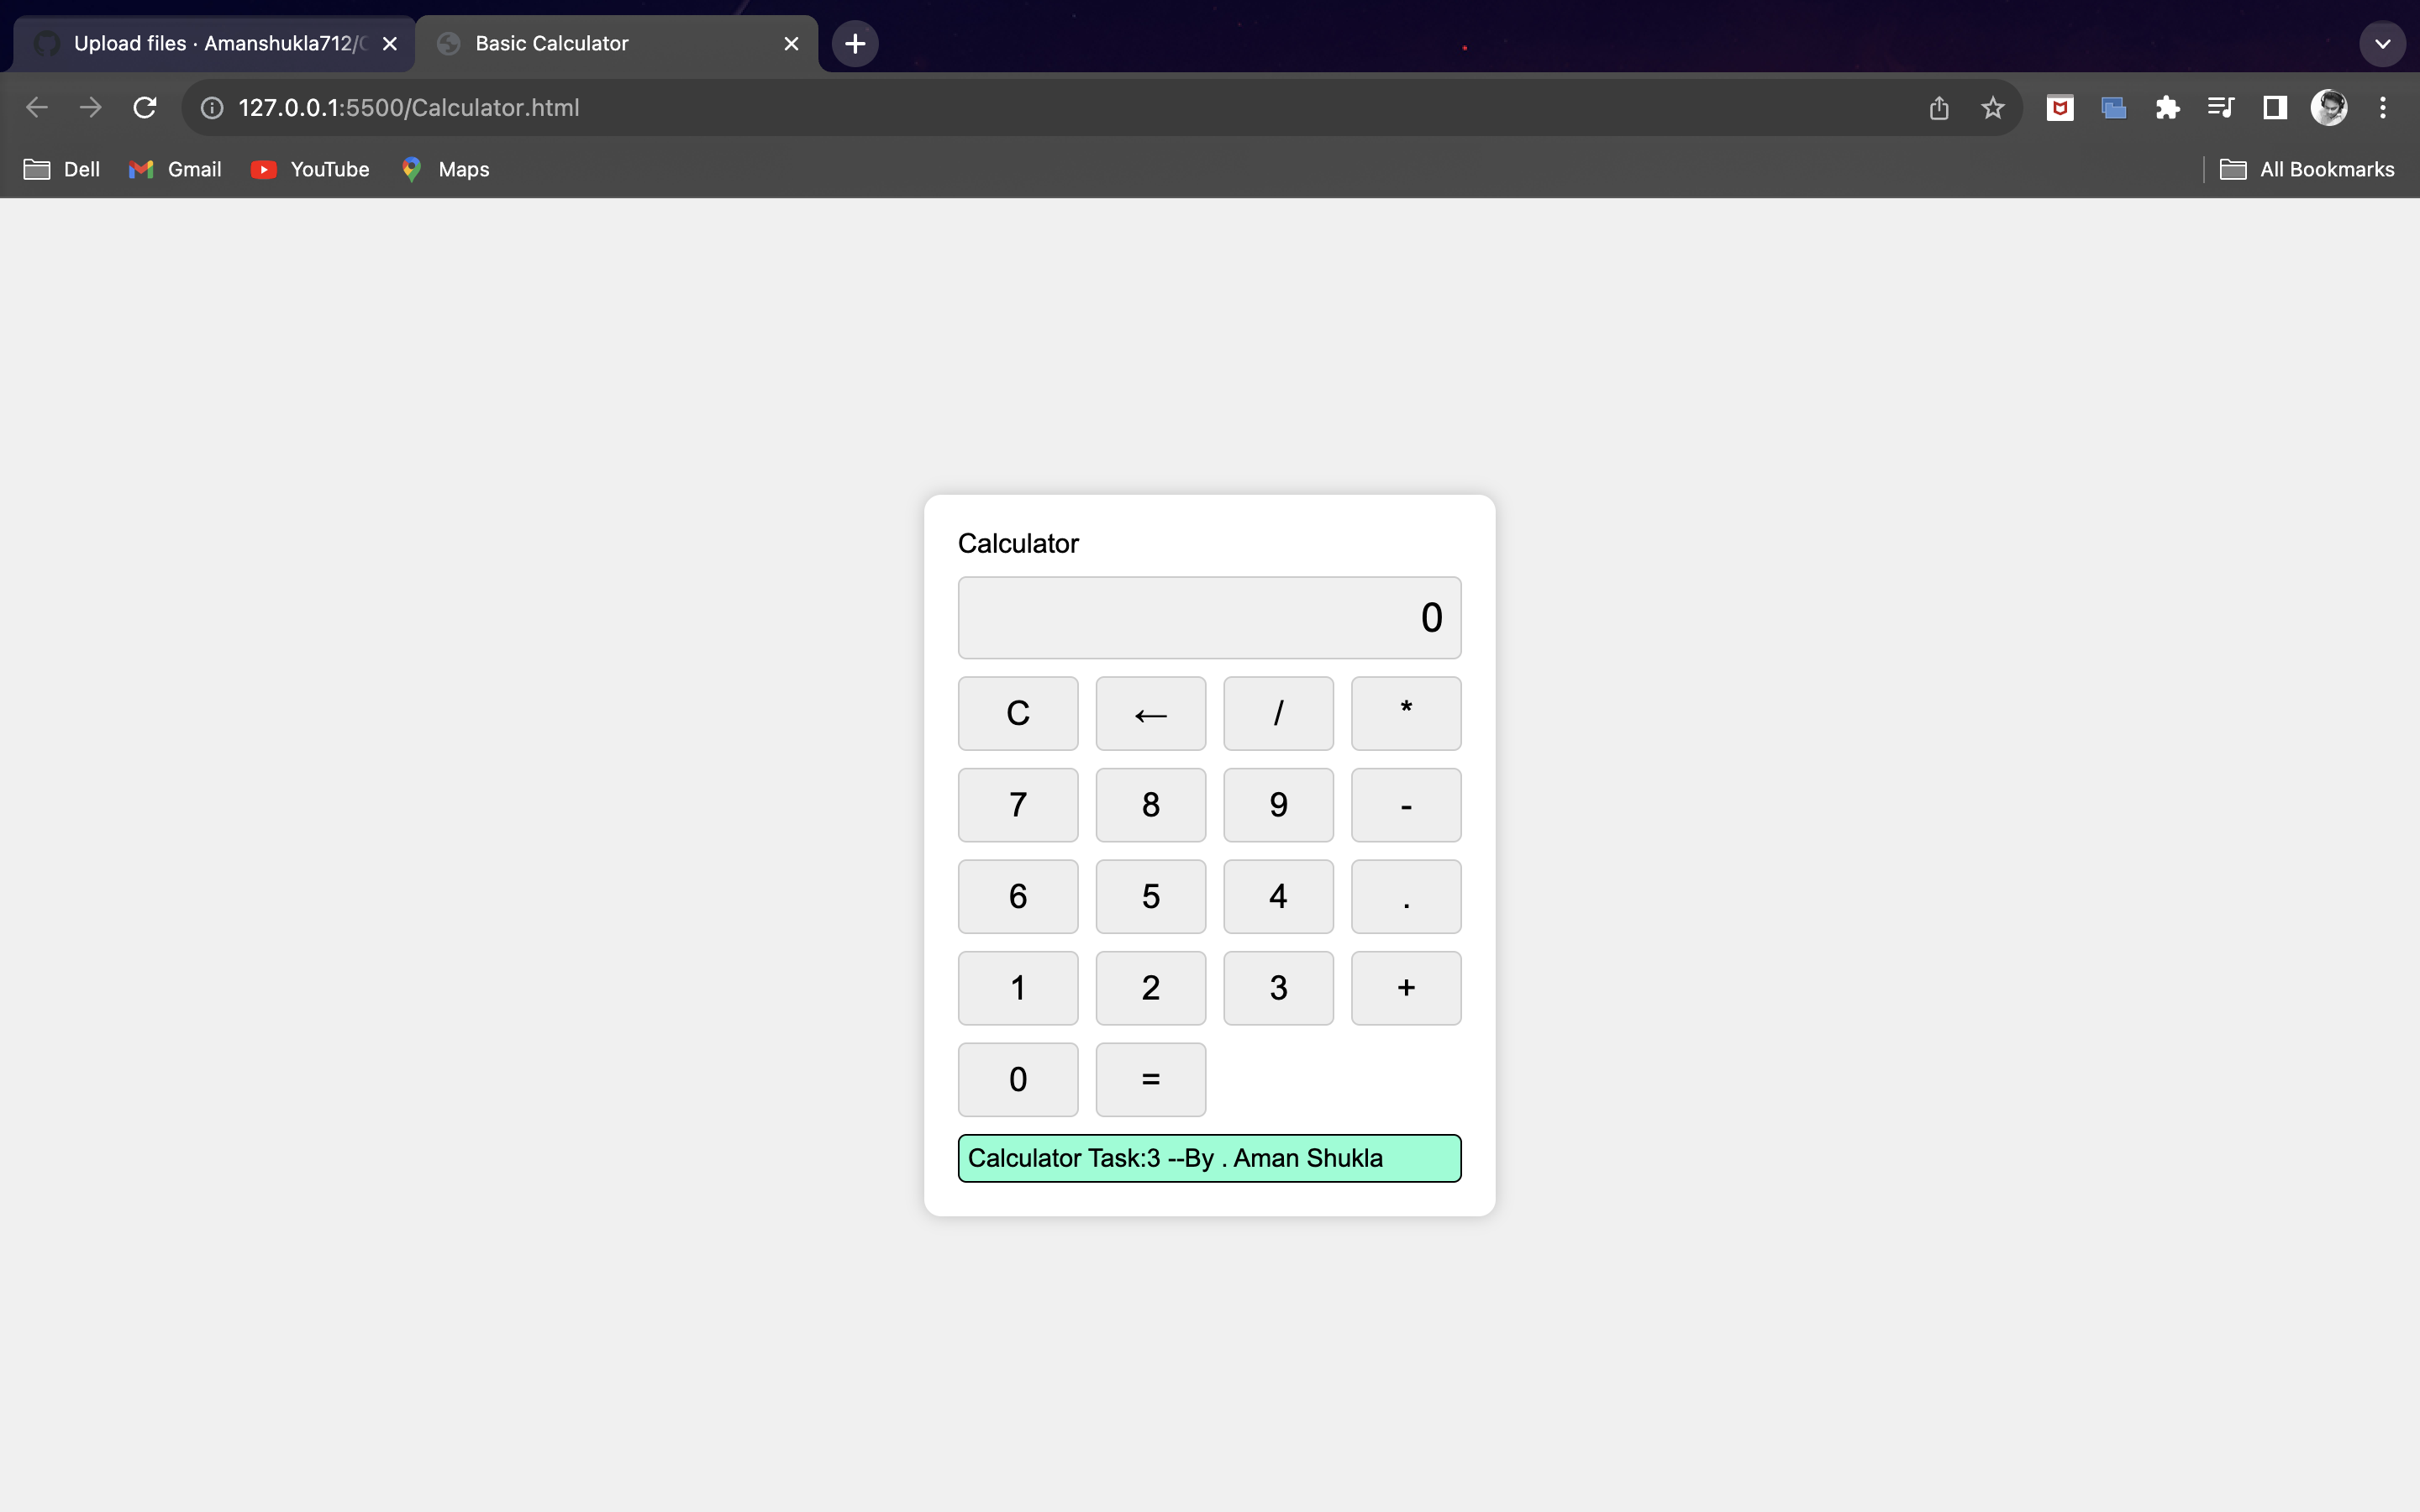 Upload files · Amanshukla712/
Basic Calculator
127.0.0.1:5500/Calculator.html
Dell
Gmail
YouTube
Maps
All Bookmarks
Calculator
0
C ← / *
7 8 9 -
6 5 4 .
1 2 3 +
0 =
Calculator Task:3 --By . Aman Shukla